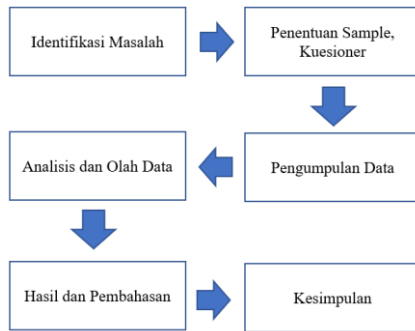 Identifikasi Masalah
Penentuan Sample,
Kuesioner
Pengumpulan Data
Analisis dan Olah Data
Hasil dan Pembahasan
Kesimpulan